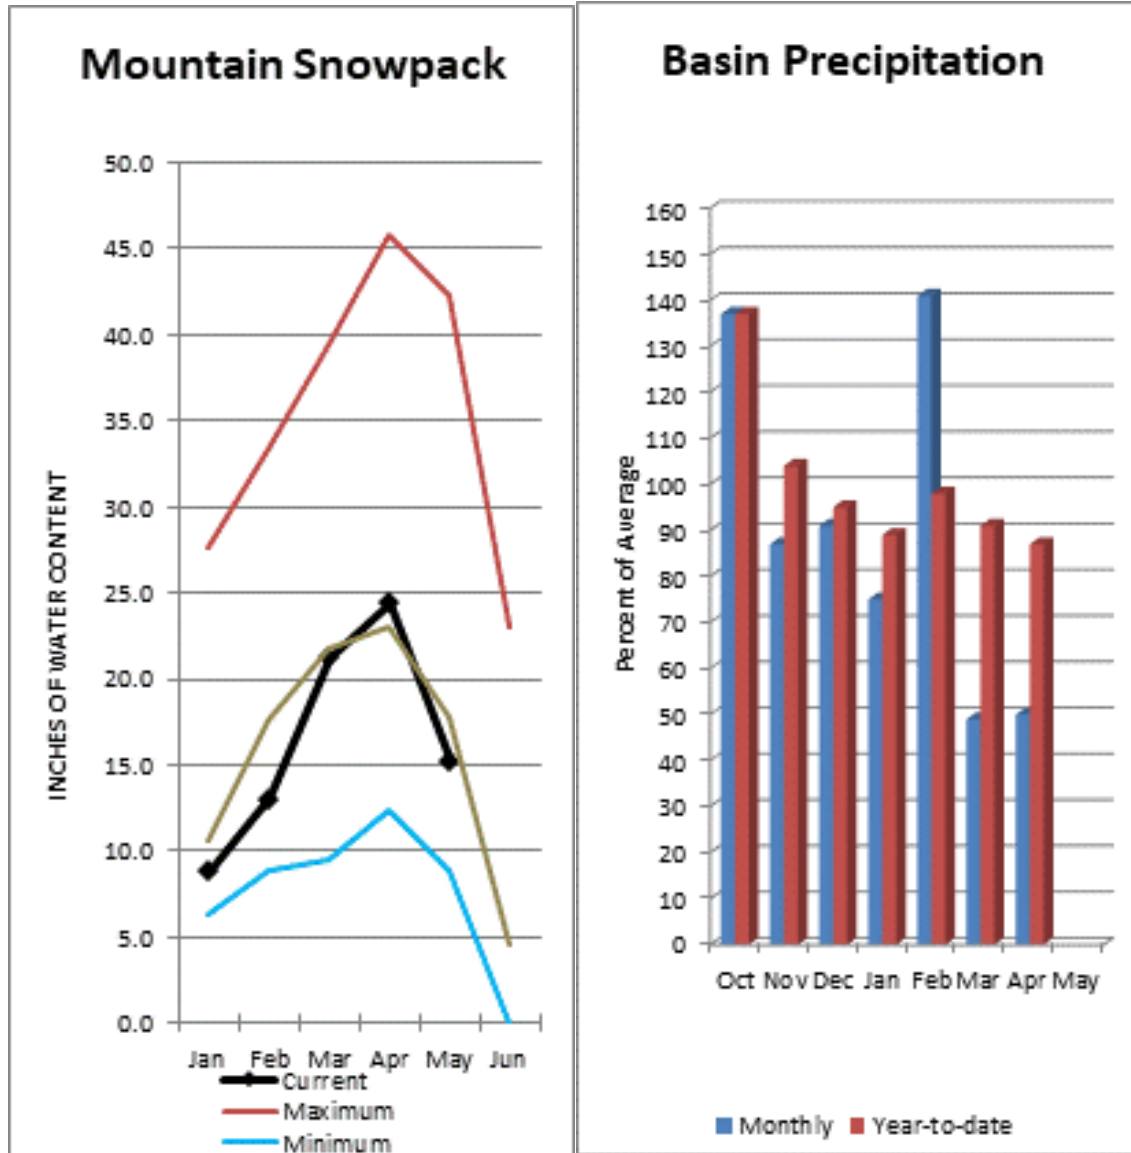 Mountain Snowpack
50.0
45.0
40.0
35.0
30.0
25.0
20.0
15.0
10.0
5.0
0.0
INCHES OF WATER CONTENT
Jan Feb Mar Apr May Jun
Current
Maximum
Minimum
Basin Precipitation
160
150
140
130
120
110
100
90
80
70
60
50
40
30
20
10
0
Percent of Average
Oct Nov Dec Jan Feb Mar Apr May
Monthly Year-to-date